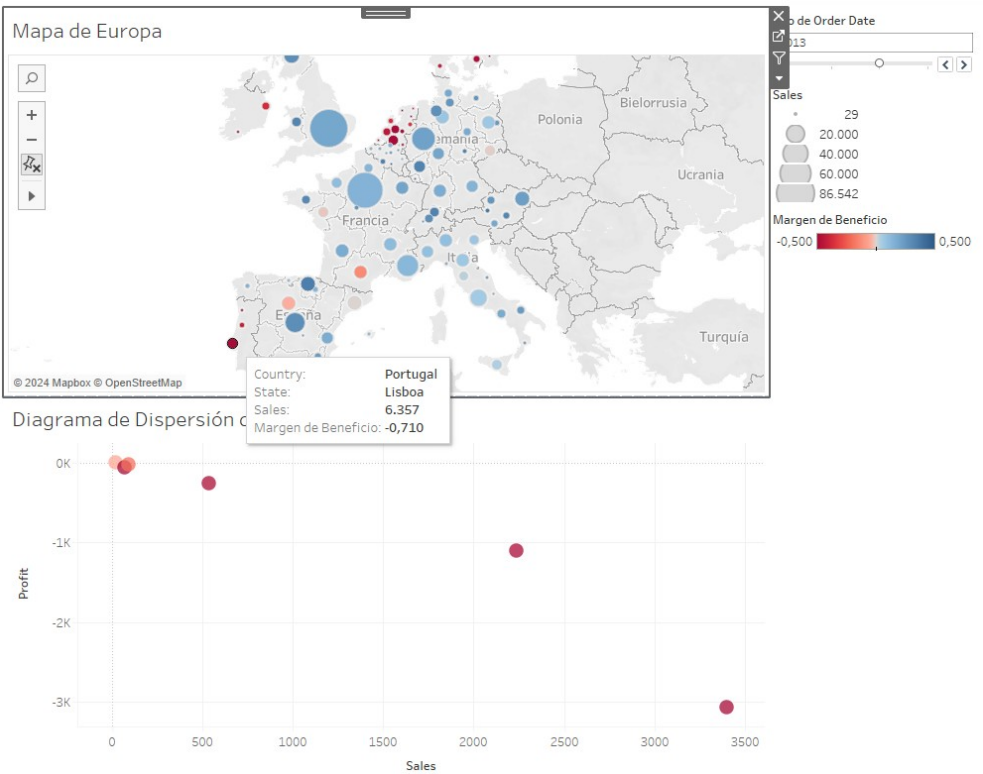 Mapa de Europa
o de Order Date
013
Sales
29
20.000
40.000
60.000
86.542
Margen de Beneficio
-0,500 0,500
Bielorrusia
Polonia
emania
Ucrania
Francia
Italia
España
Turquía
© 2024 Mapbox © OpenStreetMap
Country: Portugal
State: Lisboa
Sales: 6.357
Margen de Beneficio: -0,710
Diagrama de Dispersión
0K
-1K
-2K
-3K
Profit
0 500 1000 1500 2000 2500 3000 3500
Sales